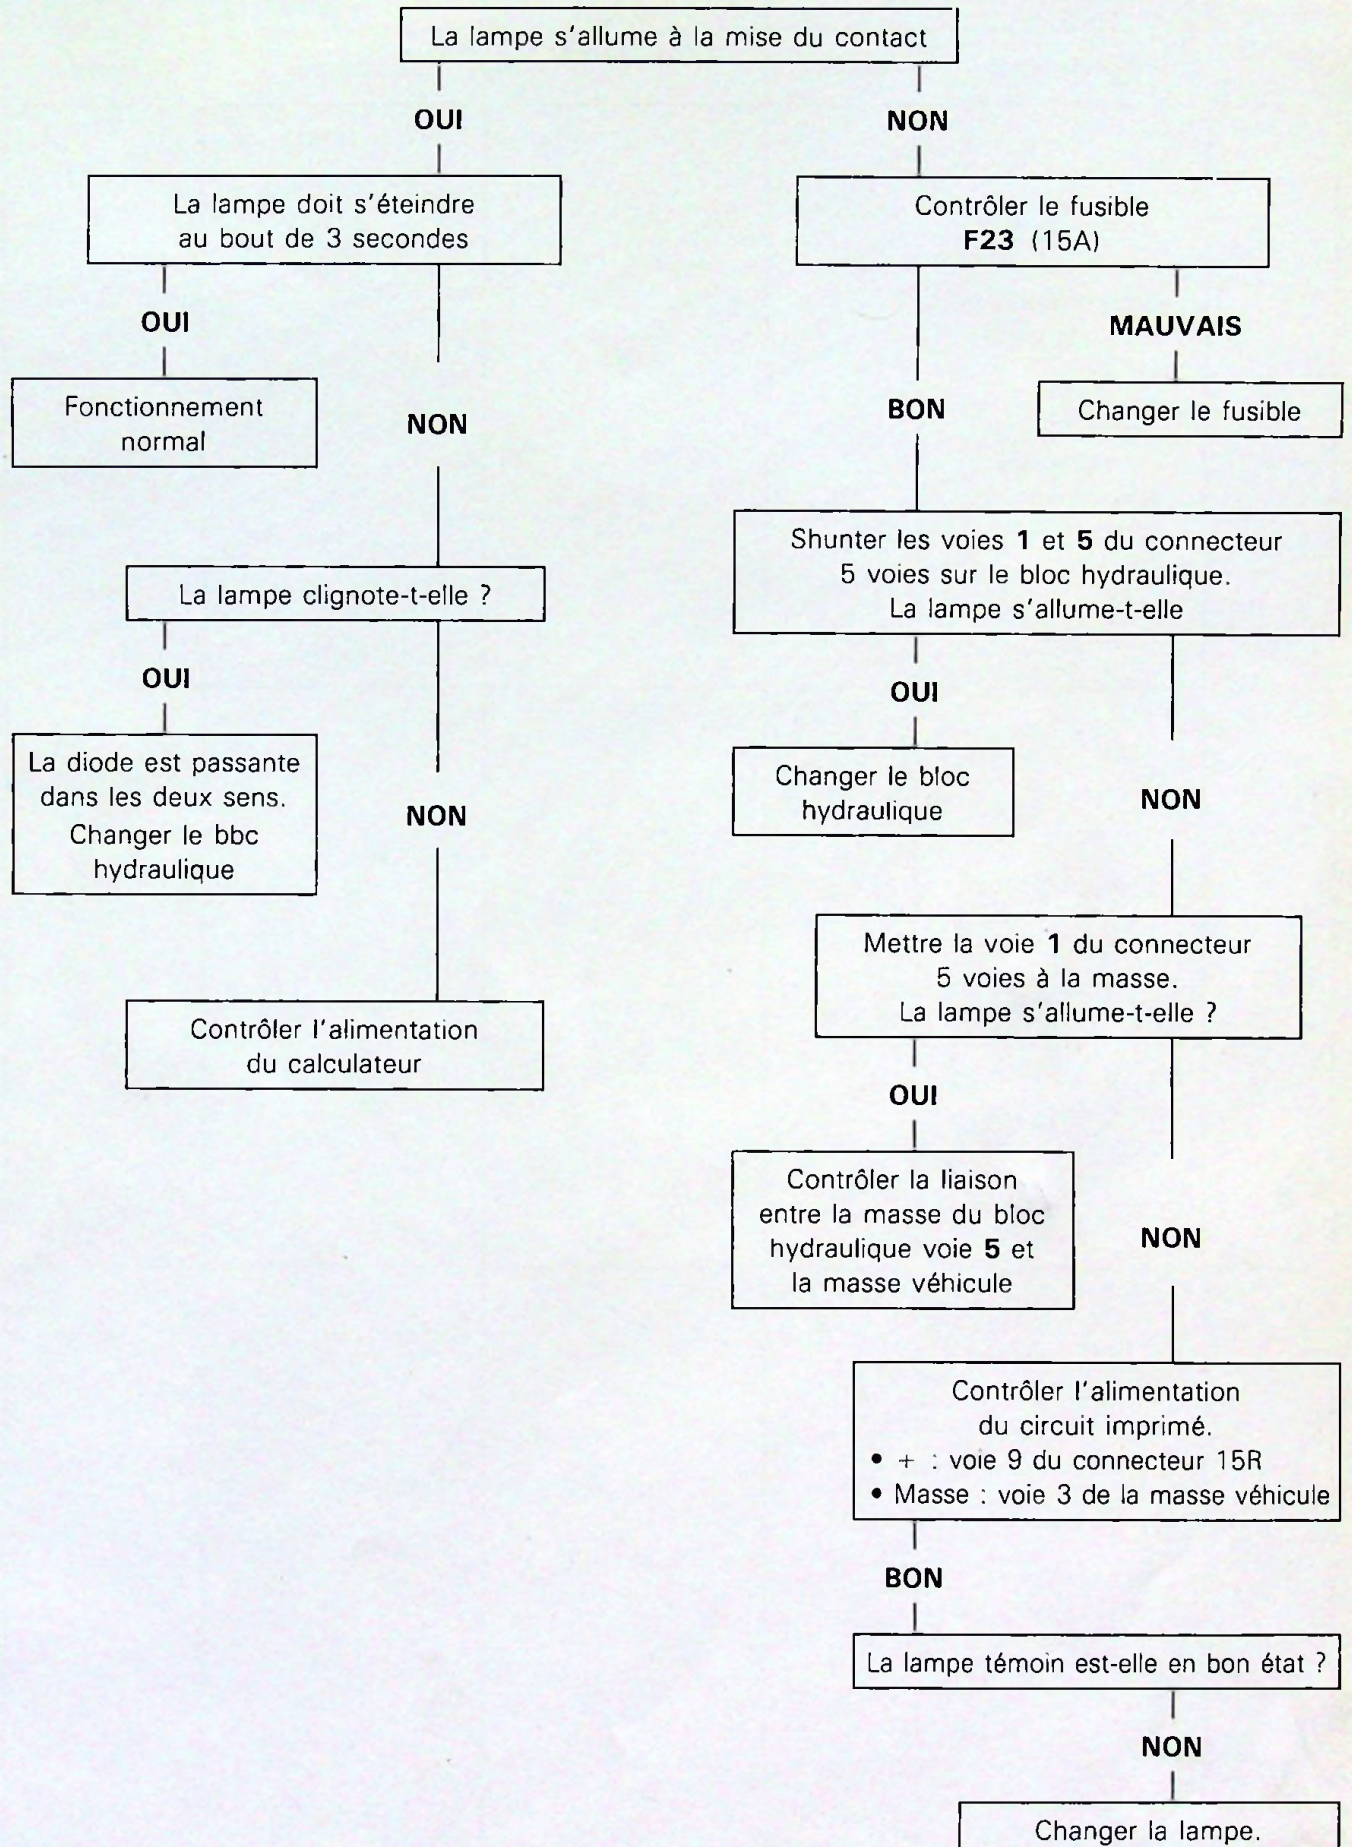 La lampe s'allume à la mise du contact
OUI
NON
La lampe doit s'éteindre
au bout de 3 secondes
Contrôler le fusible
F23 (15A)
OUI
MAUVAIS
Fonctionnement
normal
NON
BON
Changer le fusible
Shunter les voies 1 et 5 du connecteur
5 voies sur le bloc hydraulique.
La lampe s'allume-t-elle
La lampe clignote-t-elle ?
OUI
OUI
La diode est passante
dans les deux sens.
Changer le bbc
hydraulique
NON
Changer le bloc
hydraulique
NON
Mettre la voie 1 du connecteur
5 voies à la masse.
La lampe s'allume-t-elle ?
Contrôler l'alimentation
du calculateur
OUI
Contrôler la liaison
entre la masse du bloc
hydraulique voie 5 et
la masse véhicule
NON
Contrôler l'alimentation
du circuit imprimé.
• + : voie 9 du connecteur 15R
• Masse : voie 3 de la masse véhicule
BON
La lampe témoin est-elle en bon état ?
NON
Changer la lampe.